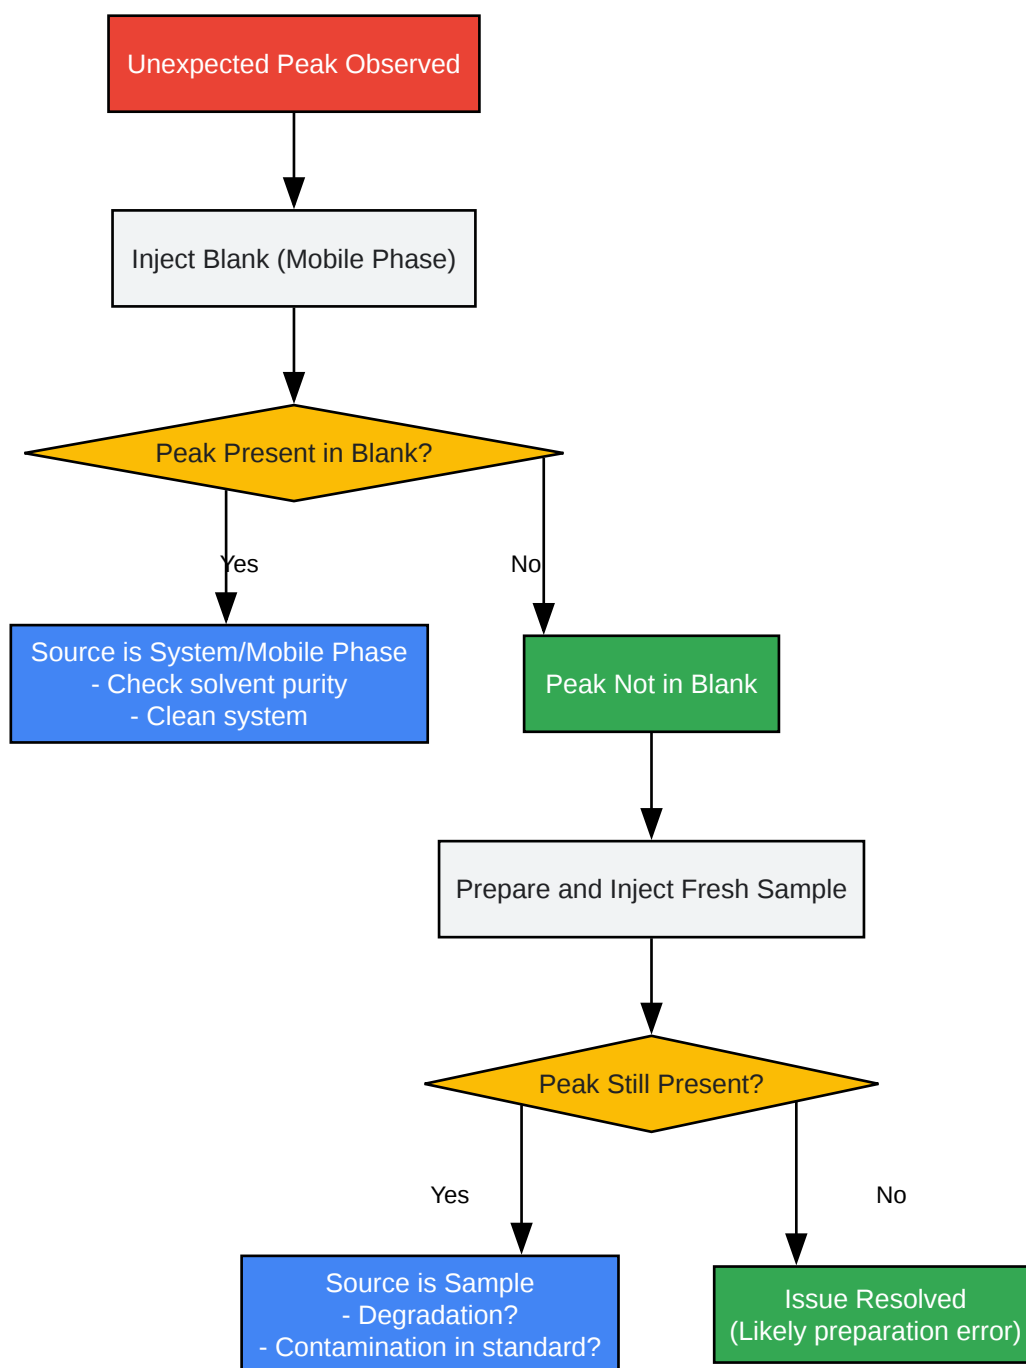 Unexpected Peak Observed
Inject Blank (Mobile Phase)
Peak Present in Blank?
Yes
No
Source is System/Mobile Phase
- Check solvent purity
- Clean system
Peak Not in Blank
Prepare and Inject Fresh Sample
Peak Still Present?
Yes
No
Source is Sample
- Degradation?
- Contamination in standard?
Issue Resolved
(Likely preparation error)